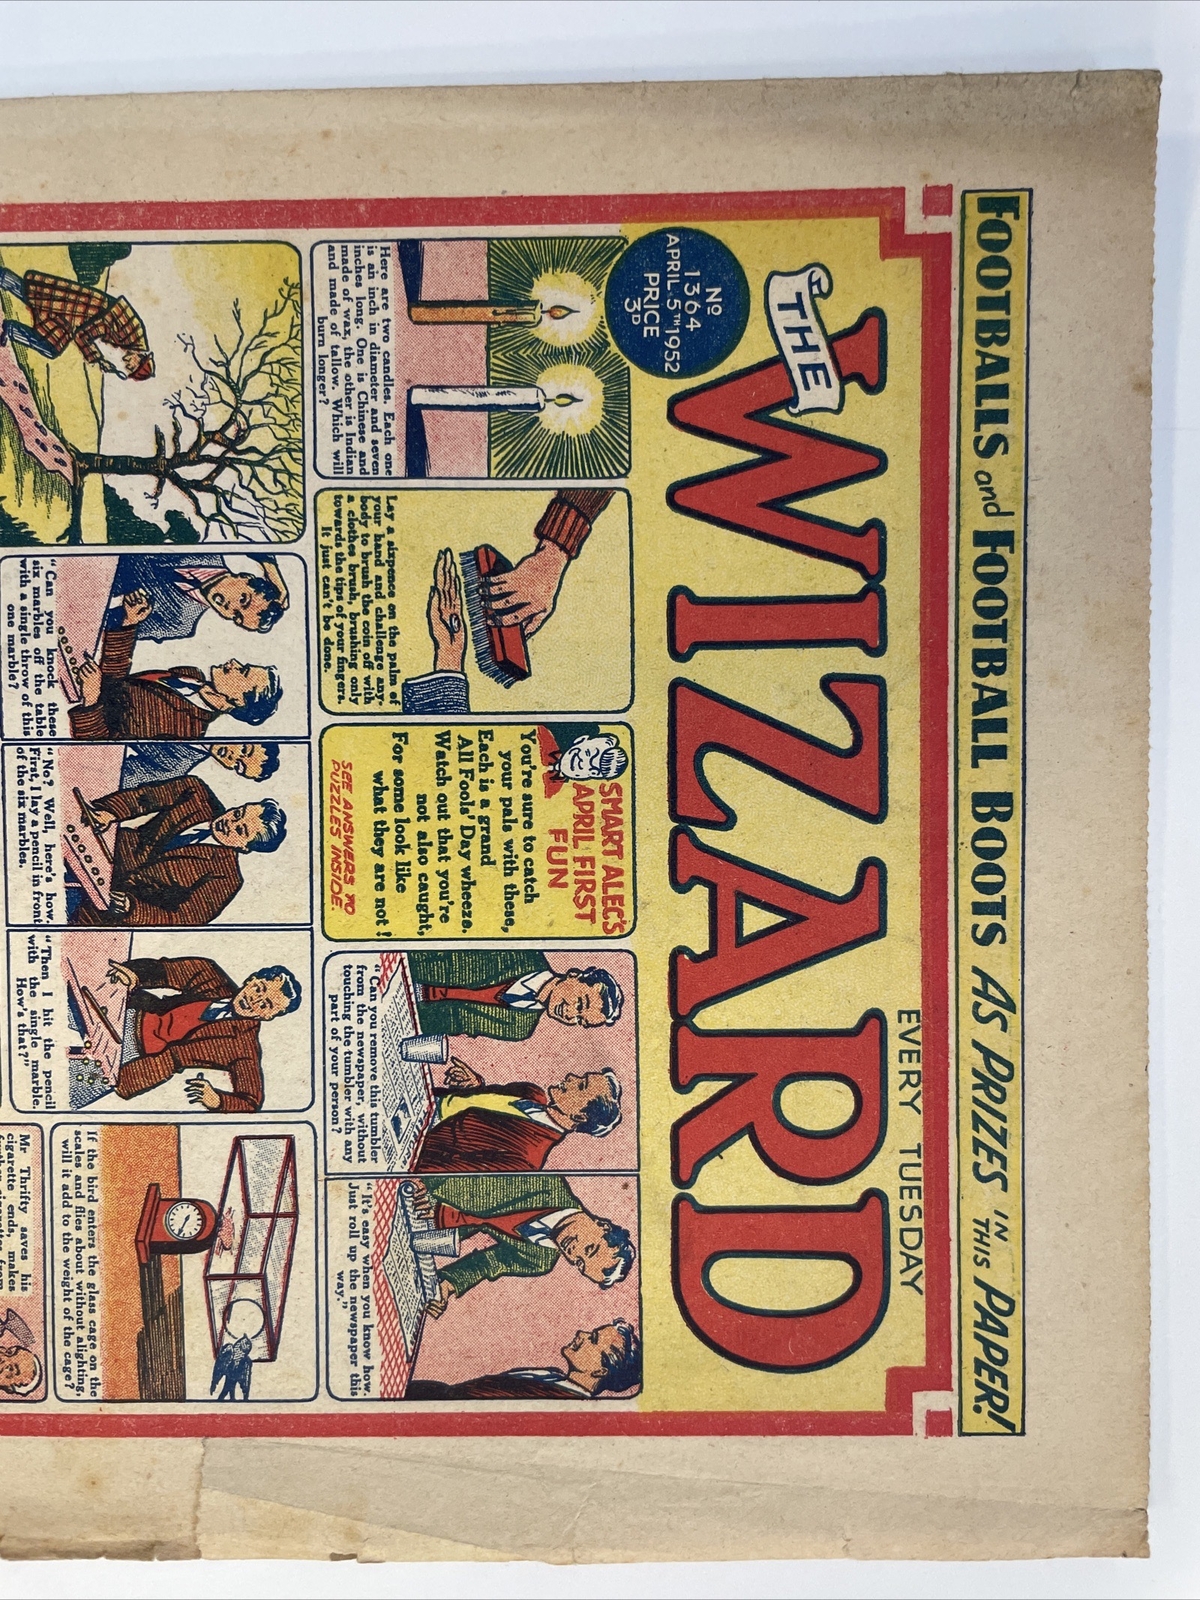 FOOTBALLS and FOOTBALL BOOTS AS PRIZES IN THIS PAPER!
THE
WIZARD
EVERY TUESDAY
No
1364
APRIL 5TH 1952
PRICE
3D
Here are two candles. Each one
is an inch in diameter and seven
inches long. One is Chinese and
made of wax, the other is Indian
and made of tallow. Which will
burn longer?
Lay a sixpence on the palm of
your hand and challenge any-
body to brush the coin off with
a clothes brush, brushing only
towards the tips of your fingers.
It just can't be done.
SMART ALEC'S
APRIL FIRST
FUN
You're sure to catch
your pals with these,
Each is a grand
All Fools' Day wheeze.
Watch out that you're
not also caught,
For some look like
what they are not!
SEE ANSWERS TO
PUZZLES INSIDE.
"Can you remove this tumbler
from the newspaper, without
touching the tumbler with any
part of your person?
"It's easy when you know how.
Just roll up the newspaper this
way."
"Can you knock these
six marbles off the table
with a single throw of this
one marble?
"No? Well, here's how.
First, I lay a pencil in front
of the six marbles.
"Then I hit the pencil
with the single marble.
How's that?"
If the bird enters the glass cage on the
scales and flies about without alighting,
will it add to the weight of the cage?
Mr Thrifty saves his
cigarette ends, makes